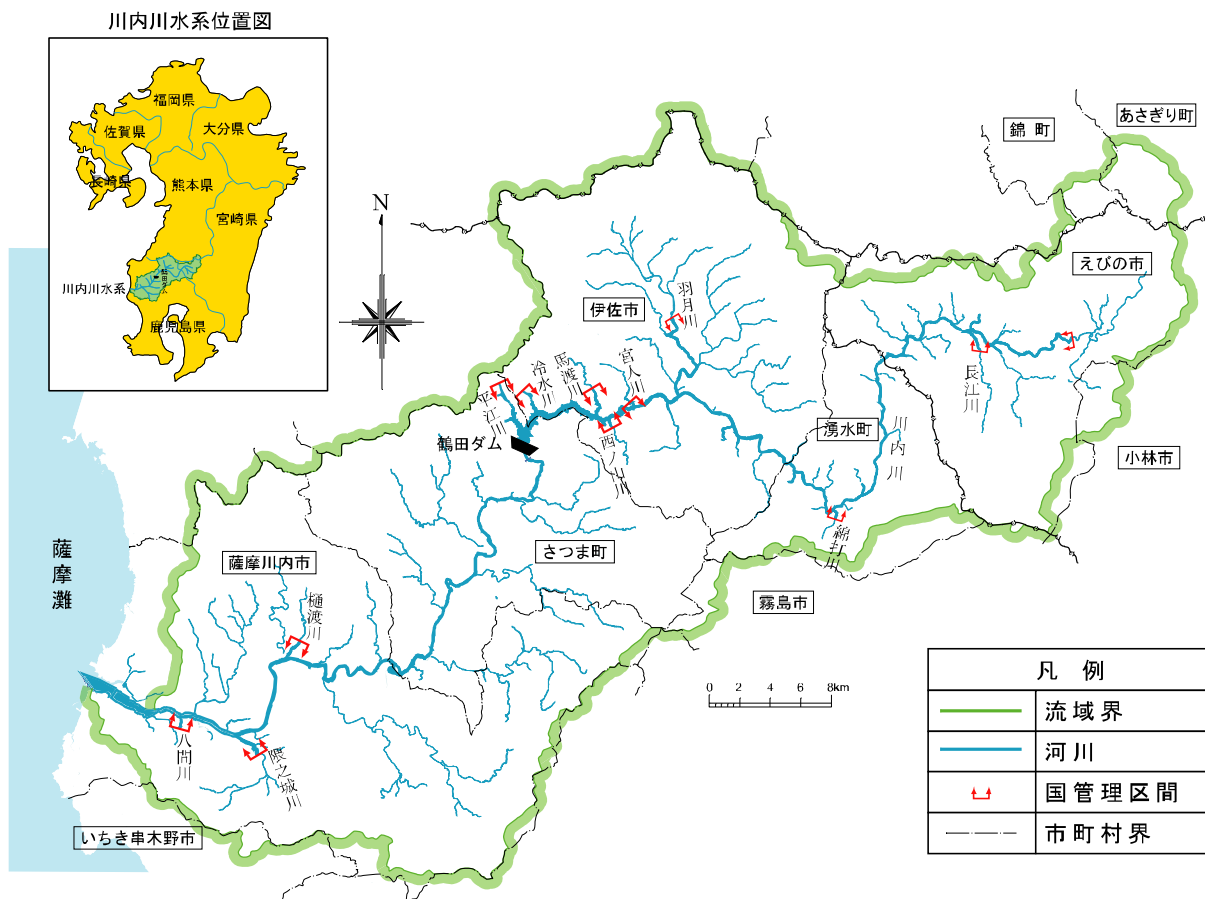 川内川水系位置図
福岡県
佐賀県
大分県
長崎県
熊本県
宮崎県
鶴田ダム
川内川水系
鹿児島県
N
錦町
あさぎり町
えびの市
伊佐市
羽月川
長江川
平江川
冷水川
馬渡川
宮人川
西ノ川
鶴田ダム
湧水町
川内川
小林市
綿打川
薩摩灘
さつま町
薩摩川内市
樋渡川
霧島市
八間川
隈之城川
いちき串木野市
0 2 4 6 8km
凡例
流域界
河川
国管理区間
市町村界